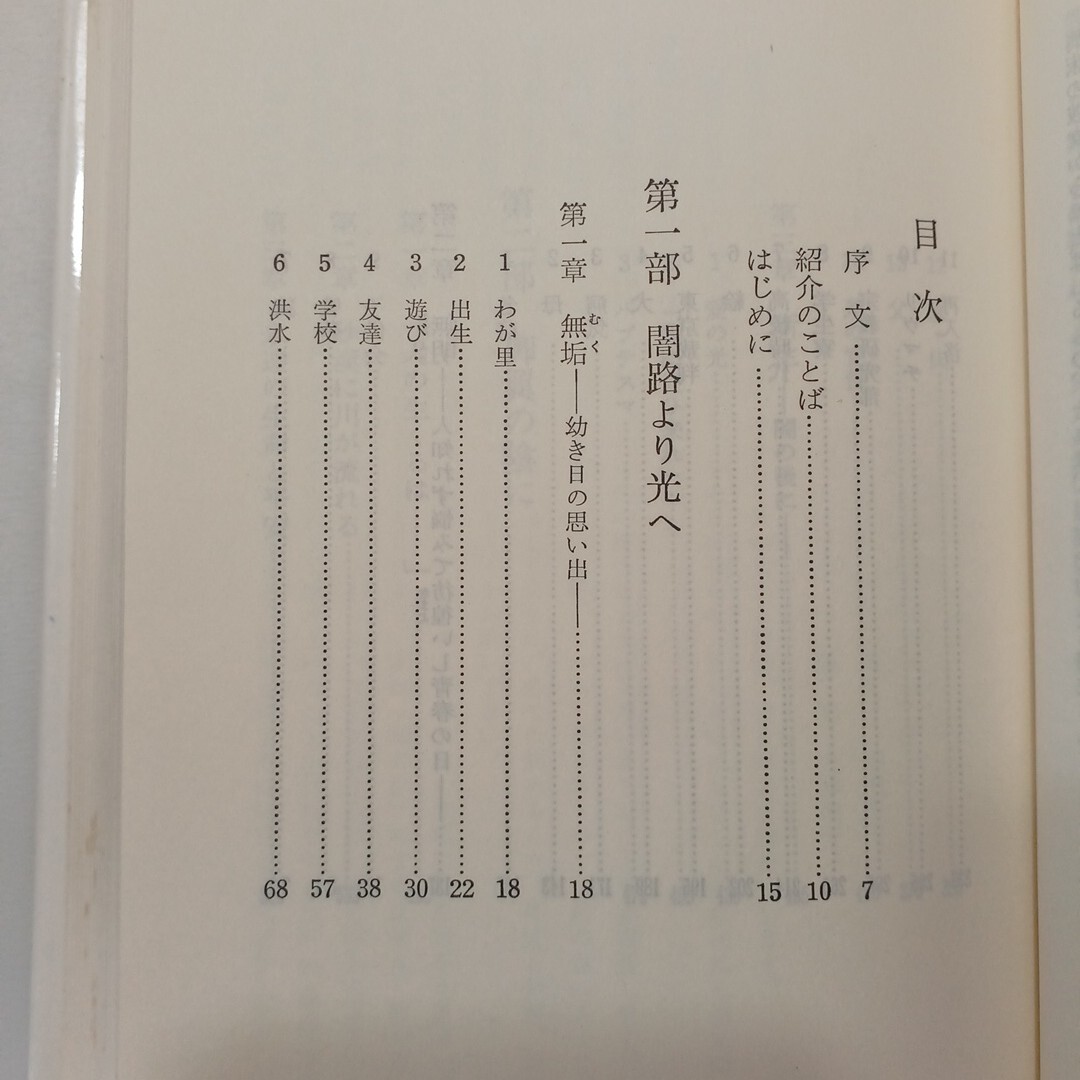 目次
序文……7
紹介のことば……10
はじめに……15
第一部 闇路より光へ
第一章 無垢――幼き日の思い出――……18
むく
1 わが里……18
2 出生……22
3 遊び……30
4 友達……38
5 学校……57
6 洪水……68